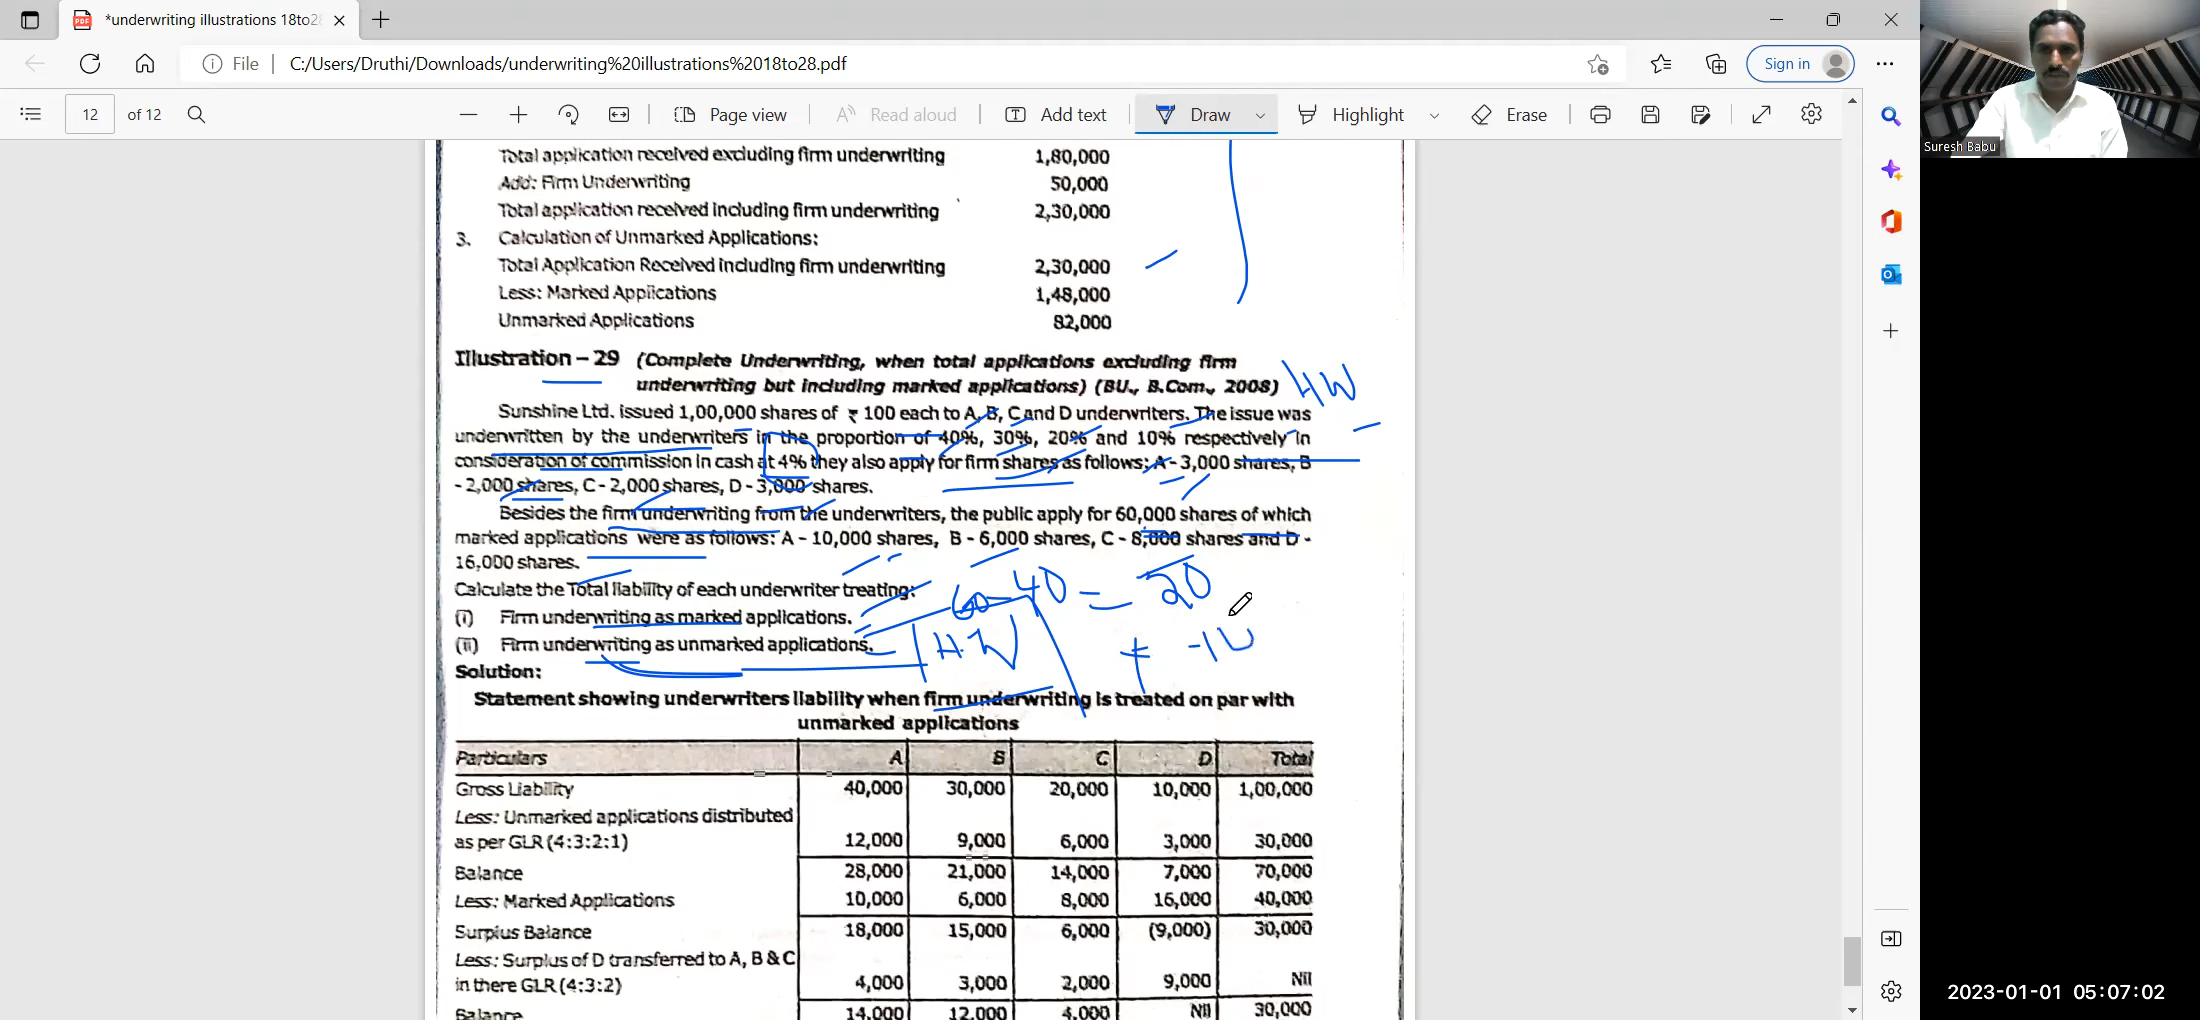 *underwriting illustrations 18to2
Sign in
File
C:/Users/Druthi/Downloads/underwriting%20illustrations%2018to28.pdf
12 of 12
Page view
Read aloud
Add text
Draw
Highlight
Erase
Suresh Babu
Total application received excluding firm underwriting 1,80,000
Add: Firm Underwriting 50,000
Total application received including firm underwriting 2,30,000
3. Calculation of Unmarked Applications:
Total Application Received including firm underwriting 2,30,000
Less: Marked Applications 1,48,000
Unmarked Applications 82,000
Illustration – 29 (Complete Underwriting, when total applications excluding firm
underwriting but including marked applications) (BU., B.Com., 2008)
HW
Sunshine Ltd. issued 1,00,000 shares of ₹ 100 each to A, B, C and D underwriters. The issue was
underwritten by the underwriters in the proportion of 40%, 30%, 20% and 10% respectively in
consideration of commission in cash at 4% they also apply for firm shares as follows: A - 3,000 shares, B
- 2,000 shares, C - 2,000 shares, D - 3,000 shares.
Besides the firm underwriting from the underwriters, the public apply for 60,000 shares of which
marked applications were as follows: A - 10,000 shares, B - 6,000 shares, C - 8,000 shares and D -
16,000 shares.
Calculate the Total liability of each underwriter treating:
60-40 = 20
(i) Firm underwriting as marked applications.
(ii) Firm underwriting as unmarked applications.
H.W
+ -10
Solution:
Statement showing underwriters liability when firm underwriting is treated on par with
unmarked applications
Particulars A B C D Total
Gross Liability 40,000 30,000 20,000 10,000 1,00,000
Less: Unmarked applications distributed
as per GLR (4:3:2:1) 12,000 9,000 6,000 3,000 30,000
Balance 28,000 21,000 14,000 7,000 70,000
Less: Marked Applications 10,000 6,000 8,000 16,000 40,000
Surplus Balance 18,000 15,000 6,000 (9,000) 30,000
Less: Surplus of D transferred to A, B & C
in there GLR (4:3:2) 4,000 3,000 2,000 9,000 Nil
Balance 14,000 12,000 4,000 Nil 30,000
2023-01-01 05:07:02